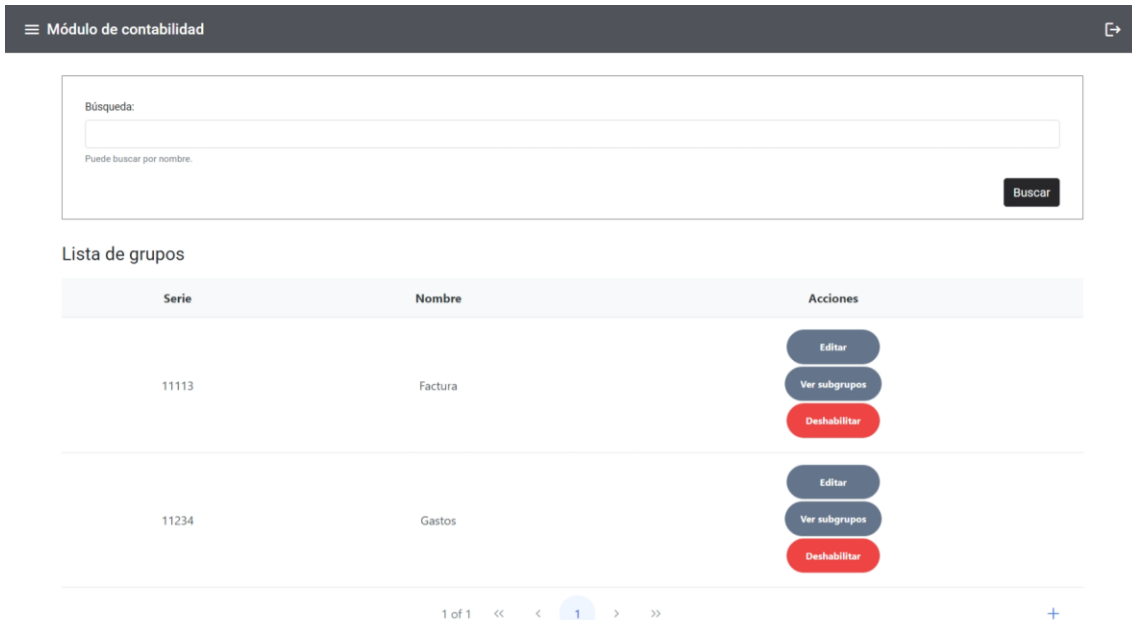 Módulo de contabilidad
Búsqueda:
Puede buscar por nombre.
Buscar
Lista de grupos
Serie Nombre Acciones
Editar
11113 Factura Ver subgrupos
Deshabilitar
Editar
11234 Gastos Ver subgrupos
Deshabilitar
1 of 1 << < 1 > >> +